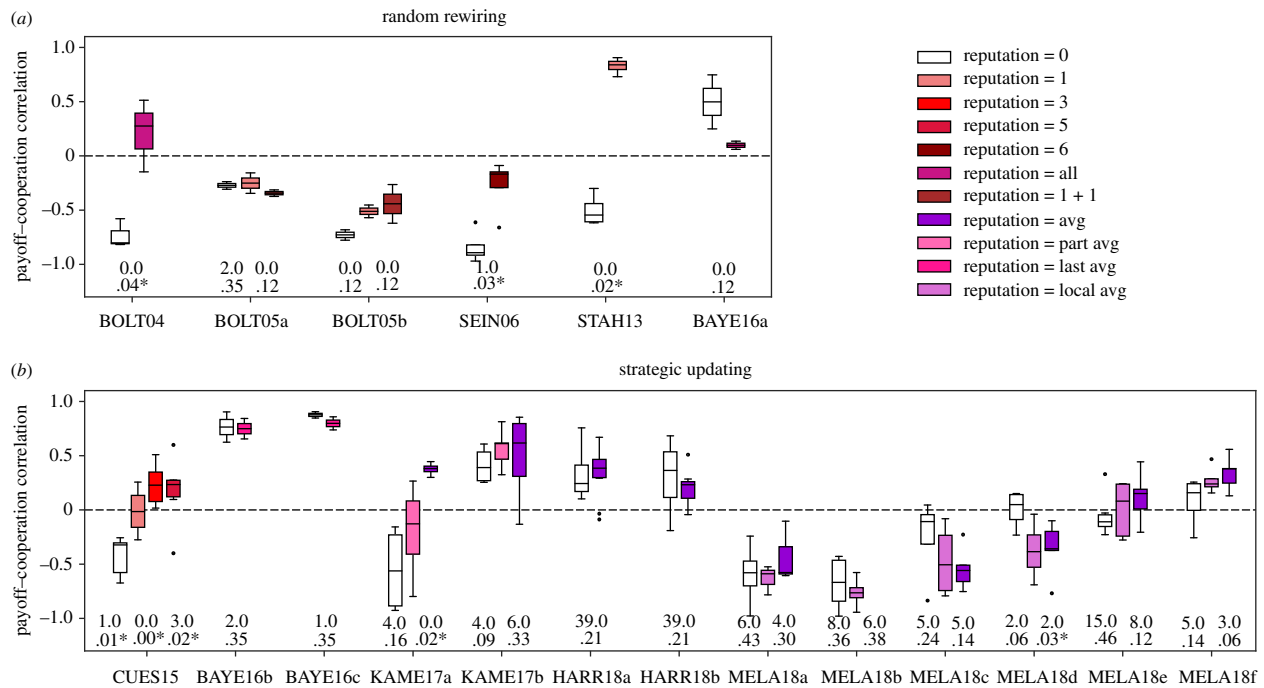 (a)
random rewiring
payoff–cooperation correlation
1.0
0.5
0
–0.5
–1.0
0.0 2.0 0.0 0.0 0.0 1.0 0.0 0.0
.04* .35 .12 .12 .12 .03* .02* .12
BOLT04 BOLT05a BOLT05b SEIN06 STAH13 BAYE16a
reputation = 0
reputation = 1
reputation = 3
reputation = 5
reputation = 6
reputation = all
reputation = 1 + 1
reputation = avg
reputation = part avg
reputation = last avg
reputation = local avg
(b)
strategic updating
payoff–cooperation correlation
1.0
0.5
0
–0.5
–1.0
1.0 0.0 3.0 2.0 1.0 4.0 0.0 4.0 6.0 39.0 39.0 6.0 4.0 8.0 6.0 5.0 5.0 2.0 2.0 15.0 8.0 5.0 3.0
.01* .00* .02* .35 .35 .16 .02* .09 .33 .21 .21 .43 .30 .36 .38 .24 .14 .06 .03* .46 .12 .14 .06
CUES15 BAYE16b BAYE16c KAME17a KAME17b HARR18a HARR18b MELA18a MELA18b MELA18c MELA18d MELA18e MELA18f